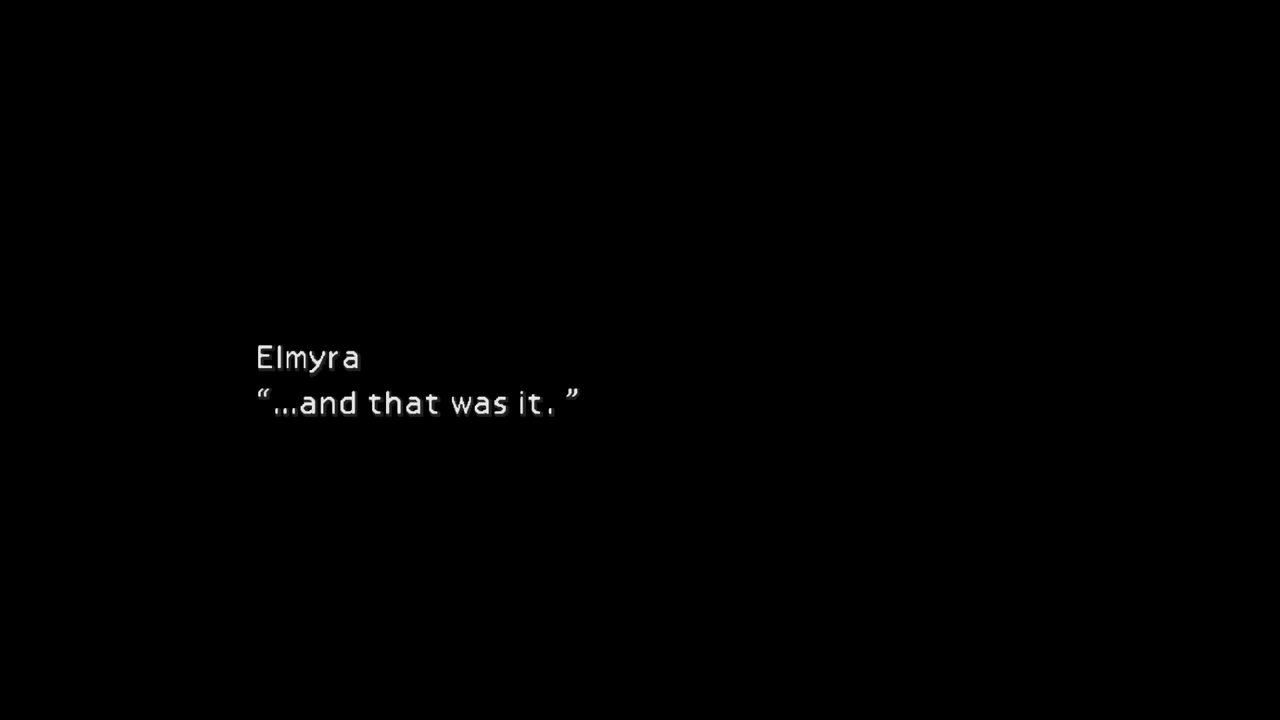 Elmyra
“...and that was it. ”